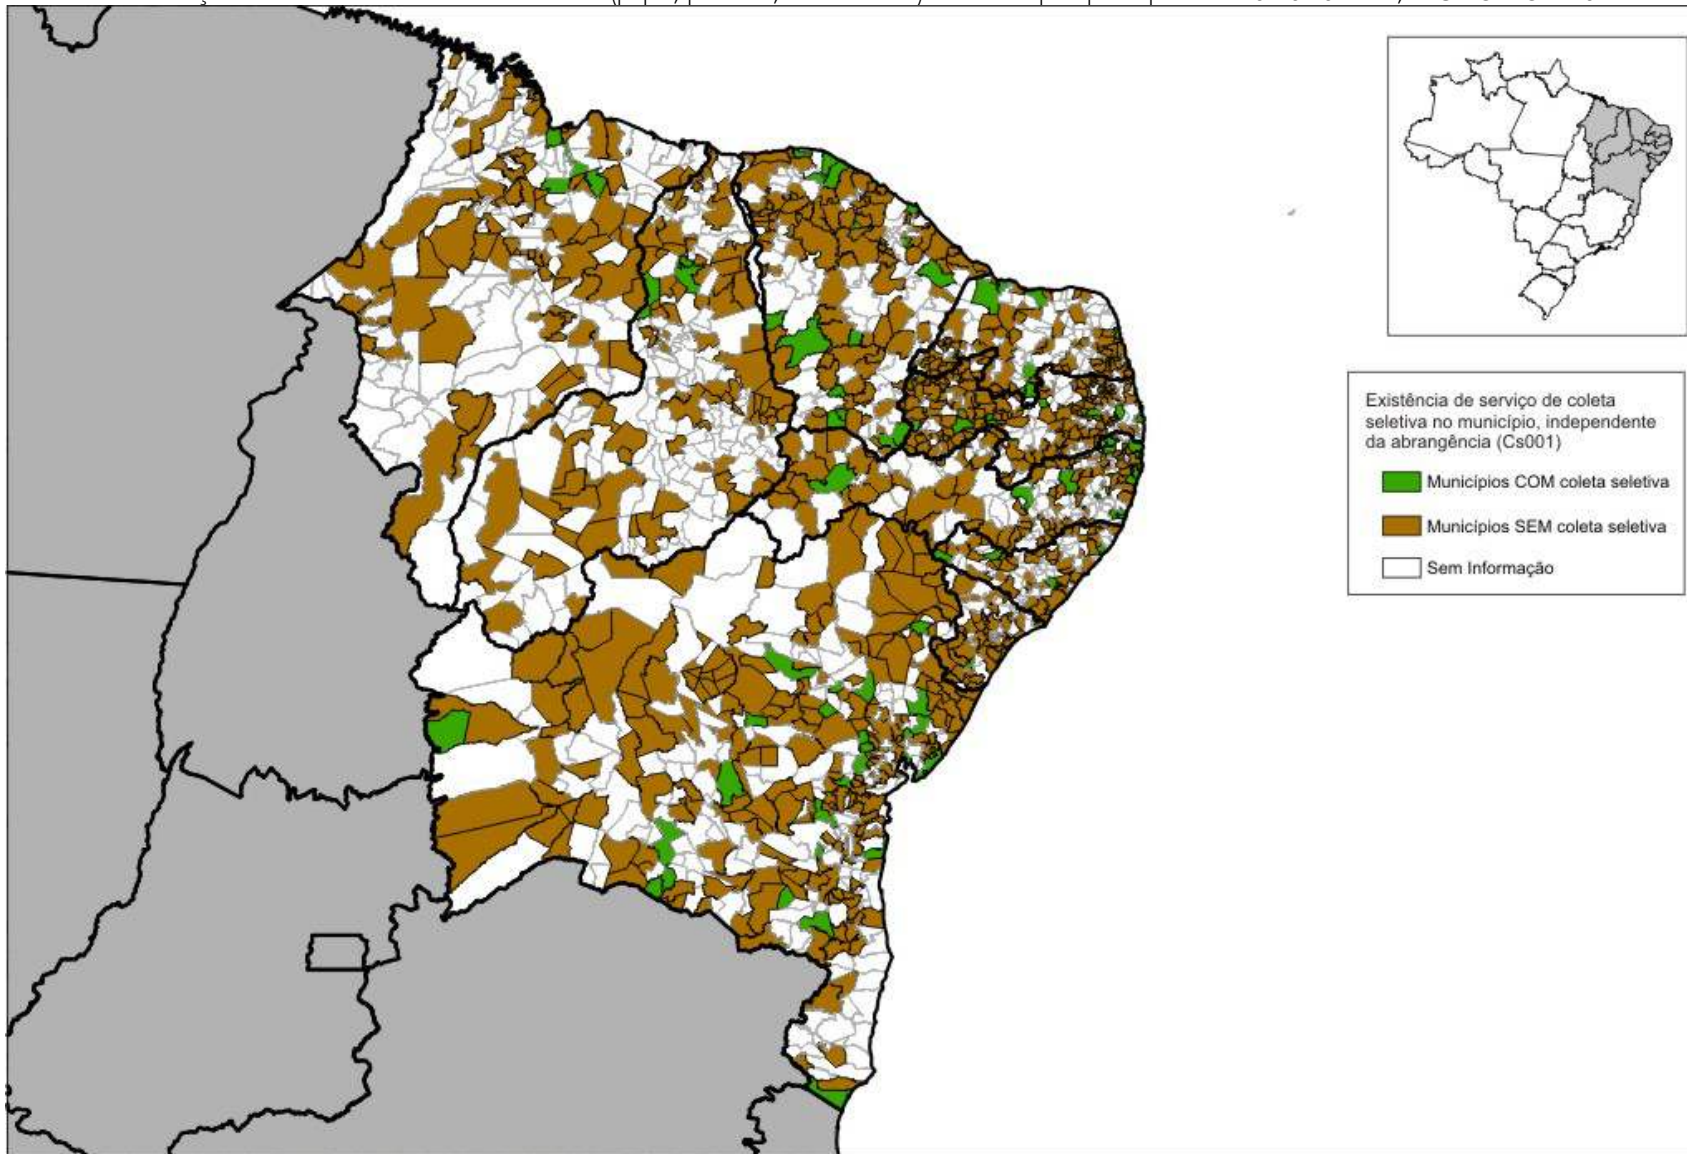 Existência de serviço de coleta
seletiva no município, independente
da abrangência (Cs001)
Municípios COM coleta seletiva
Municípios SEM coleta seletiva
Sem Informação